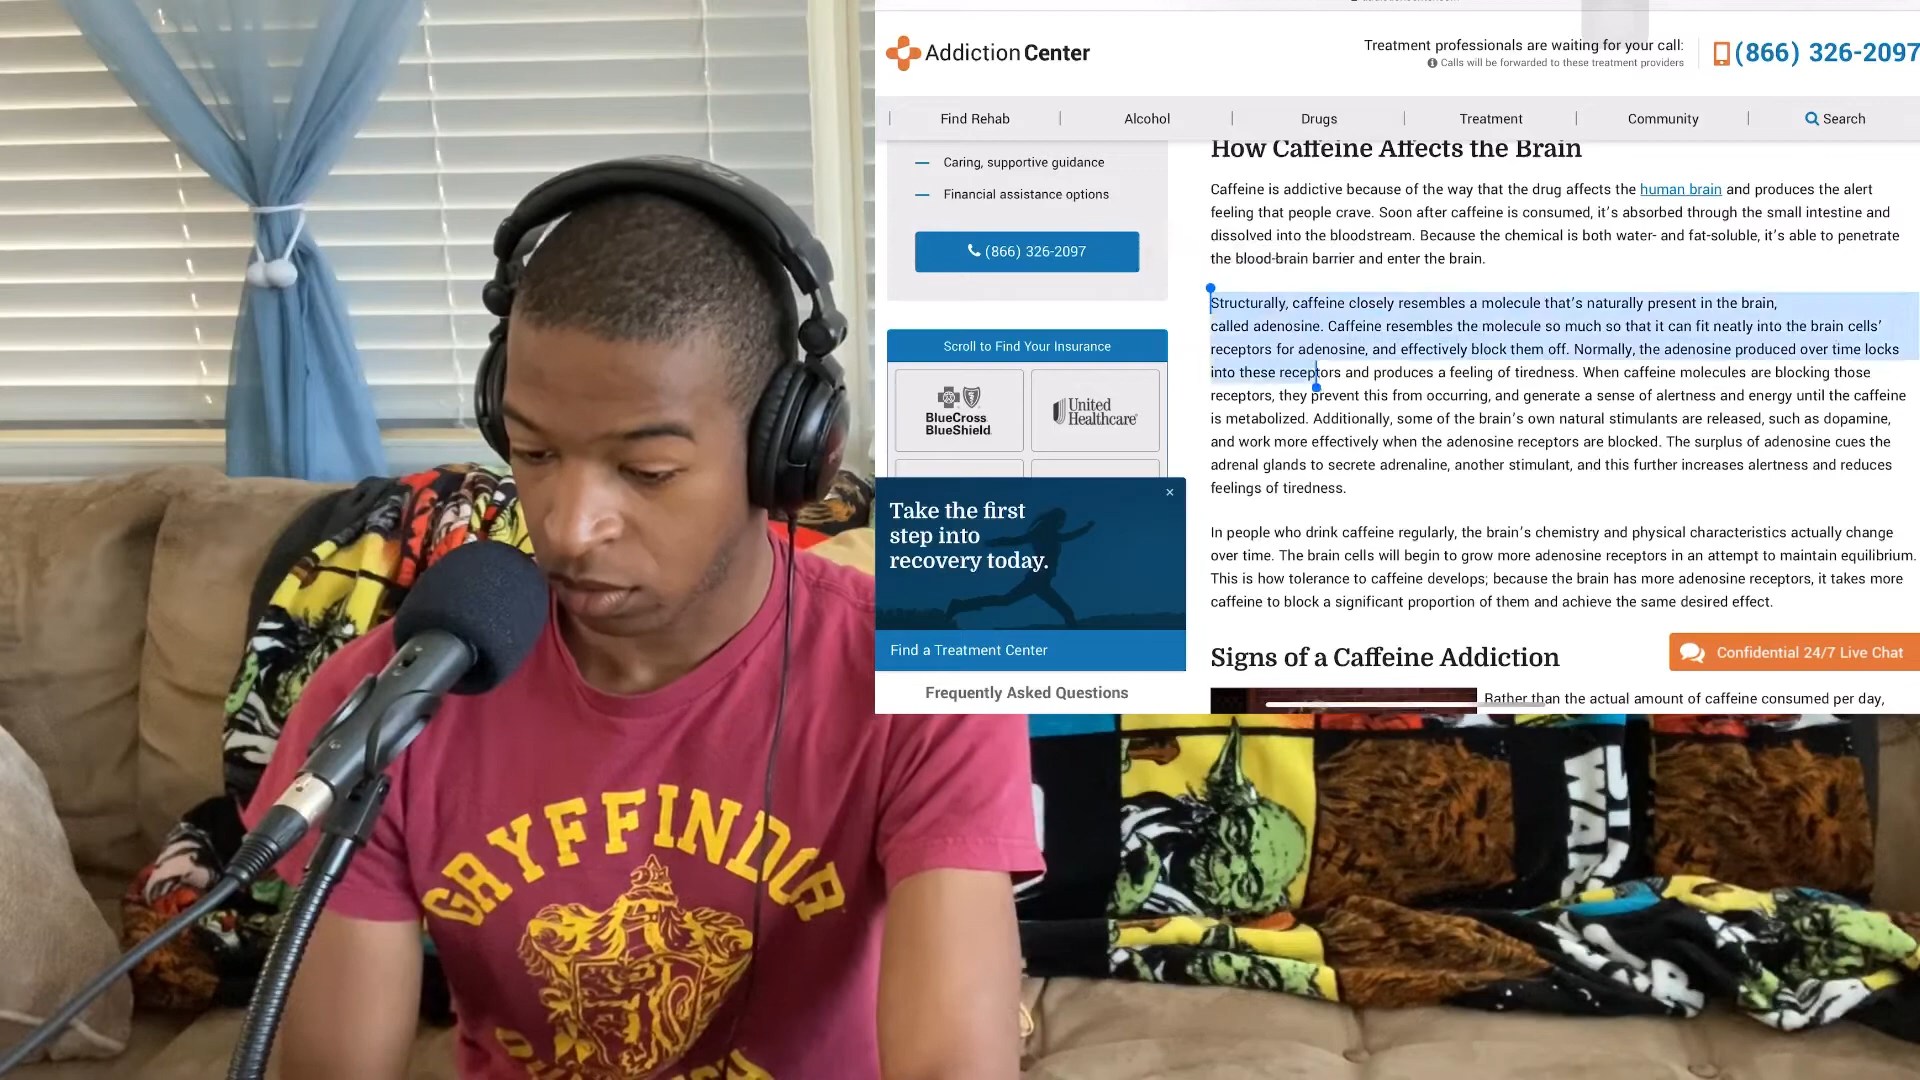 Addiction Center
Treatment professionals are waiting for your call:
Calls will be forwarded to these treatment providers
(866) 326-2097
Find Rehab
Alcohol
Drugs
Treatment
Community
Search
— Caring, supportive guidance
— Financial assistance options
(866) 326-2097
Scroll to Find Your Insurance
BlueCross
BlueShield
United
Healthcare
×
Take the first
step into
recovery today.
Find a Treatment Center
Frequently Asked Questions
How Caffeine Affects the Brain
Caffeine is addictive because of the way that the drug affects the human brain and produces the alert
feeling that people crave. Soon after caffeine is consumed, it's absorbed through the small intestine and
dissolved into the bloodstream. Because the chemical is both water- and fat-soluble, it's able to penetrate
the blood-brain barrier and enter the brain.
Structurally, caffeine closely resembles a molecule that's naturally present in the brain,
called adenosine. Caffeine resembles the molecule so much so that it can fit neatly into the brain cells'
receptors for adenosine, and effectively block them off. Normally, the adenosine produced over time locks
into these receptors and produces a feeling of tiredness. When caffeine molecules are blocking those
receptors, they prevent this from occurring, and generate a sense of alertness and energy until the caffeine
is metabolized. Additionally, some of the brain's own natural stimulants are released, such as dopamine,
and work more effectively when the adenosine receptors are blocked. The surplus of adenosine cues the
adrenal glands to secrete adrenaline, another stimulant, and this further increases alertness and reduces
feelings of tiredness.
In people who drink caffeine regularly, the brain's chemistry and physical characteristics actually change
over time. The brain cells will begin to grow more adenosine receptors in an attempt to maintain equilibrium.
This is how tolerance to caffeine develops; because the brain has more adenosine receptors, it takes more
caffeine to block a significant proportion of them and achieve the same desired effect.
Signs of a Caffeine Addiction
Confidential 24/7 Live Chat
Rather than the actual amount of caffeine consumed per day,
GRYFFINDOR
STAR
WARS